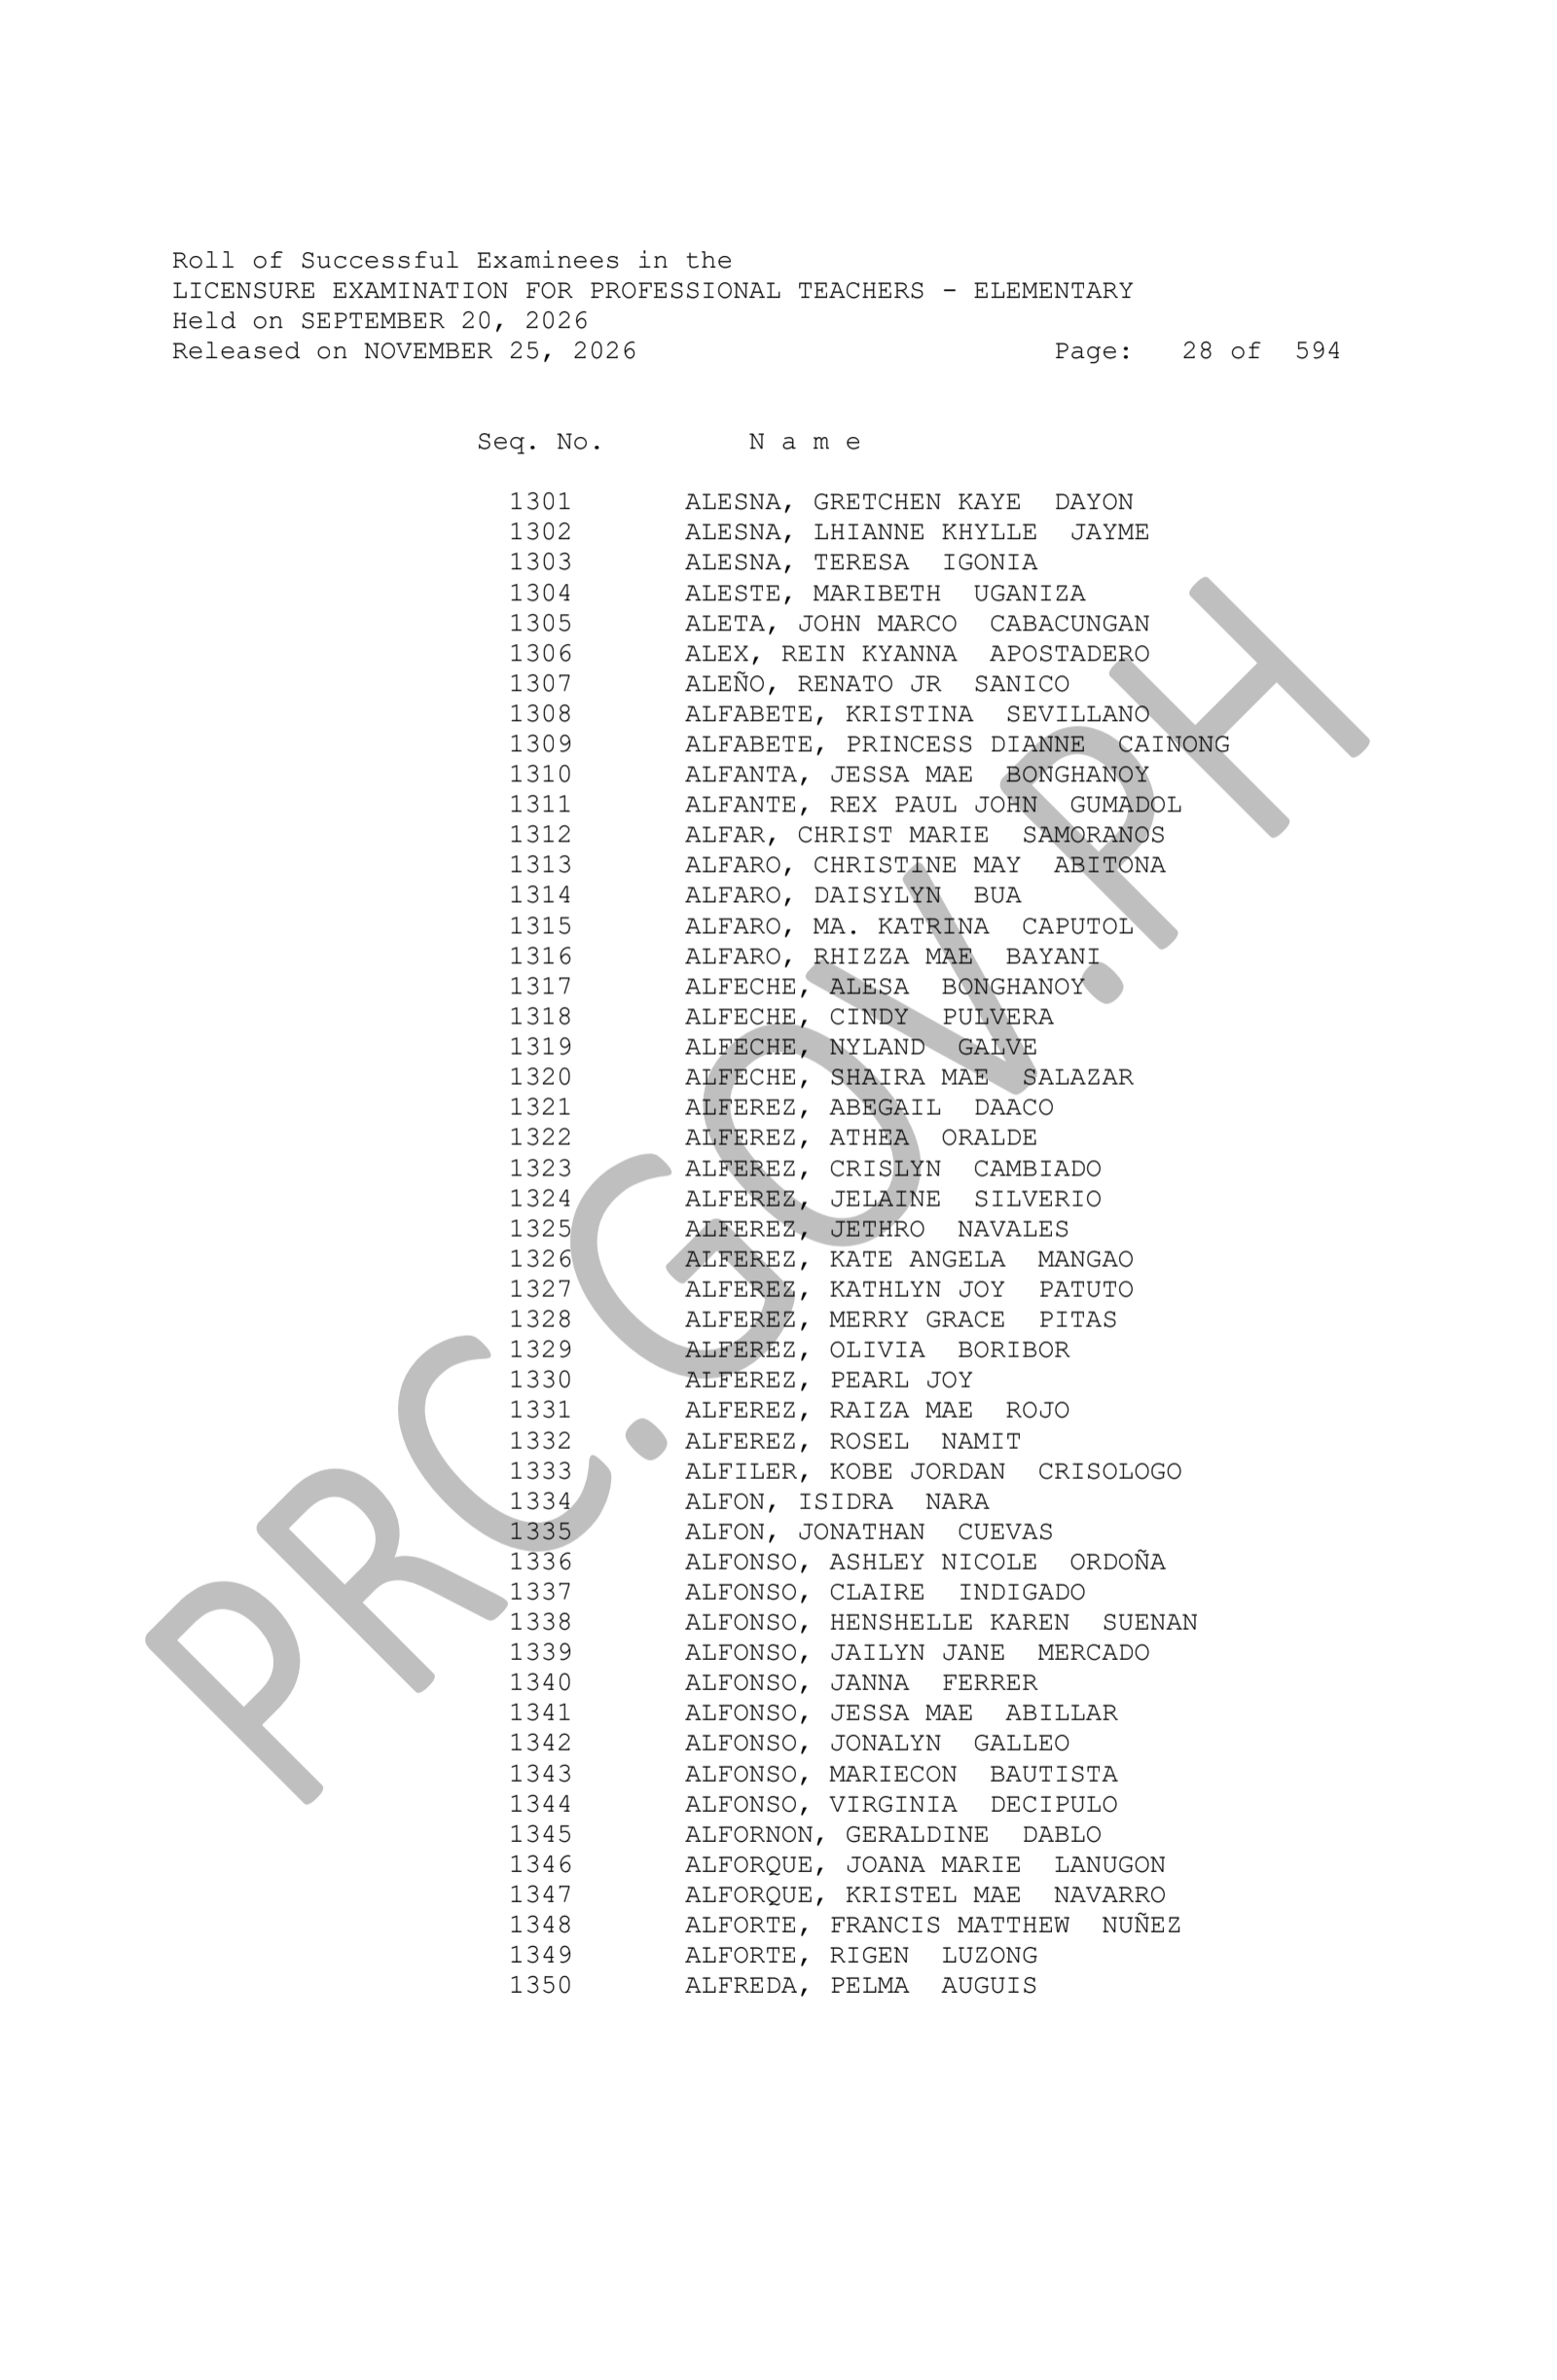 Roll of Successful Examinees in the
LICENSURE EXAMINATION FOR PROFESSIONAL TEACHERS - ELEMENTARY
Held on SEPTEMBER 20, 2026
Released on NOVEMBER 25, 2026 Page: 28 of 594
Seq. No. N a m e
1301 ALESNA, GRETCHEN KAYE DAYON
1302 ALESNA, LHIANNE KHYLLE JAYME
1303 ALESNA, TERESA IGONIA
1304 ALESTE, MARIBETH UGANIZA
1305 ALETA, JOHN MARCO CABACUNGAN
1306 ALEX, REIN KYANNA APOSTADERO
1307 ALEÑO, RENATO JR SANICO
1308 ALFABETE, KRISTINA SEVILLANO
1309 ALFABETE, PRINCESS DIANNE CAINONG
1310 ALFANTA, JESSA MAE BONGHANOY
1311 ALFANTE, REX PAUL JOHN GUMADOL
1312 ALFAR, CHRIST MARIE SAMORANOS
1313 ALFARO, CHRISTINE MAY ABITONA
1314 ALFARO, DAISYLYN BUA
1315 ALFARO, MA. KATRINA CAPUTOL
1316 ALFARO, RHIZZA MAE BAYANI
1317 ALFECHE, ALESA BONGHANOY
1318 ALFECHE, CINDY PULVERA
1319 ALFECHE, NYLAND GALVE
1320 ALFECHE, SHAIRA MAE SALAZAR
1321 ALFEREZ, ABEGAIL DAACO
1322 ALFEREZ, ATHEA ORALDE
1323 ALFEREZ, CRISLYN CAMBIADO
1324 ALFEREZ, JELAINE SILVERIO
1325 ALFEREZ, JETHRO NAVALES
1326 ALFEREZ, KATE ANGELA MANGAO
1327 ALFEREZ, KATHLYN JOY PATUTO
1328 ALFEREZ, MERRY GRACE PITAS
1329 ALFEREZ, OLIVIA BORIBOR
1330 ALFEREZ, PEARL JOY
1331 ALFEREZ, RAIZA MAE ROJO
1332 ALFEREZ, ROSEL NAMIT
1333 ALFILER, KOBE JORDAN CRISOLOGO
1334 ALFON, ISIDRA NARA
1335 ALFON, JONATHAN CUEVAS
1336 ALFONSO, ASHLEY NICOLE ORDOÑA
1337 ALFONSO, CLAIRE INDIGADO
1338 ALFONSO, HENSHELLE KAREN SUENAN
1339 ALFONSO, JAILYN JANE MERCADO
1340 ALFONSO, JANNA FERRER
1341 ALFONSO, JESSA MAE ABILLAR
1342 ALFONSO, JONALYN GALLEO
1343 ALFONSO, MARIECON BAUTISTA
1344 ALFONSO, VIRGINIA DECIPULO
1345 ALFORNON, GERALDINE DABLO
1346 ALFORQUE, JOANA MARIE LANUGON
1347 ALFORQUE, KRISTEL MAE NAVARRO
1348 ALFORTE, FRANCIS MATTHEW NUÑEZ
1349 ALFORTE, RIGEN LUZONG
1350 ALFREDA, PELMA AUGUIS
PRC.GOV.PH